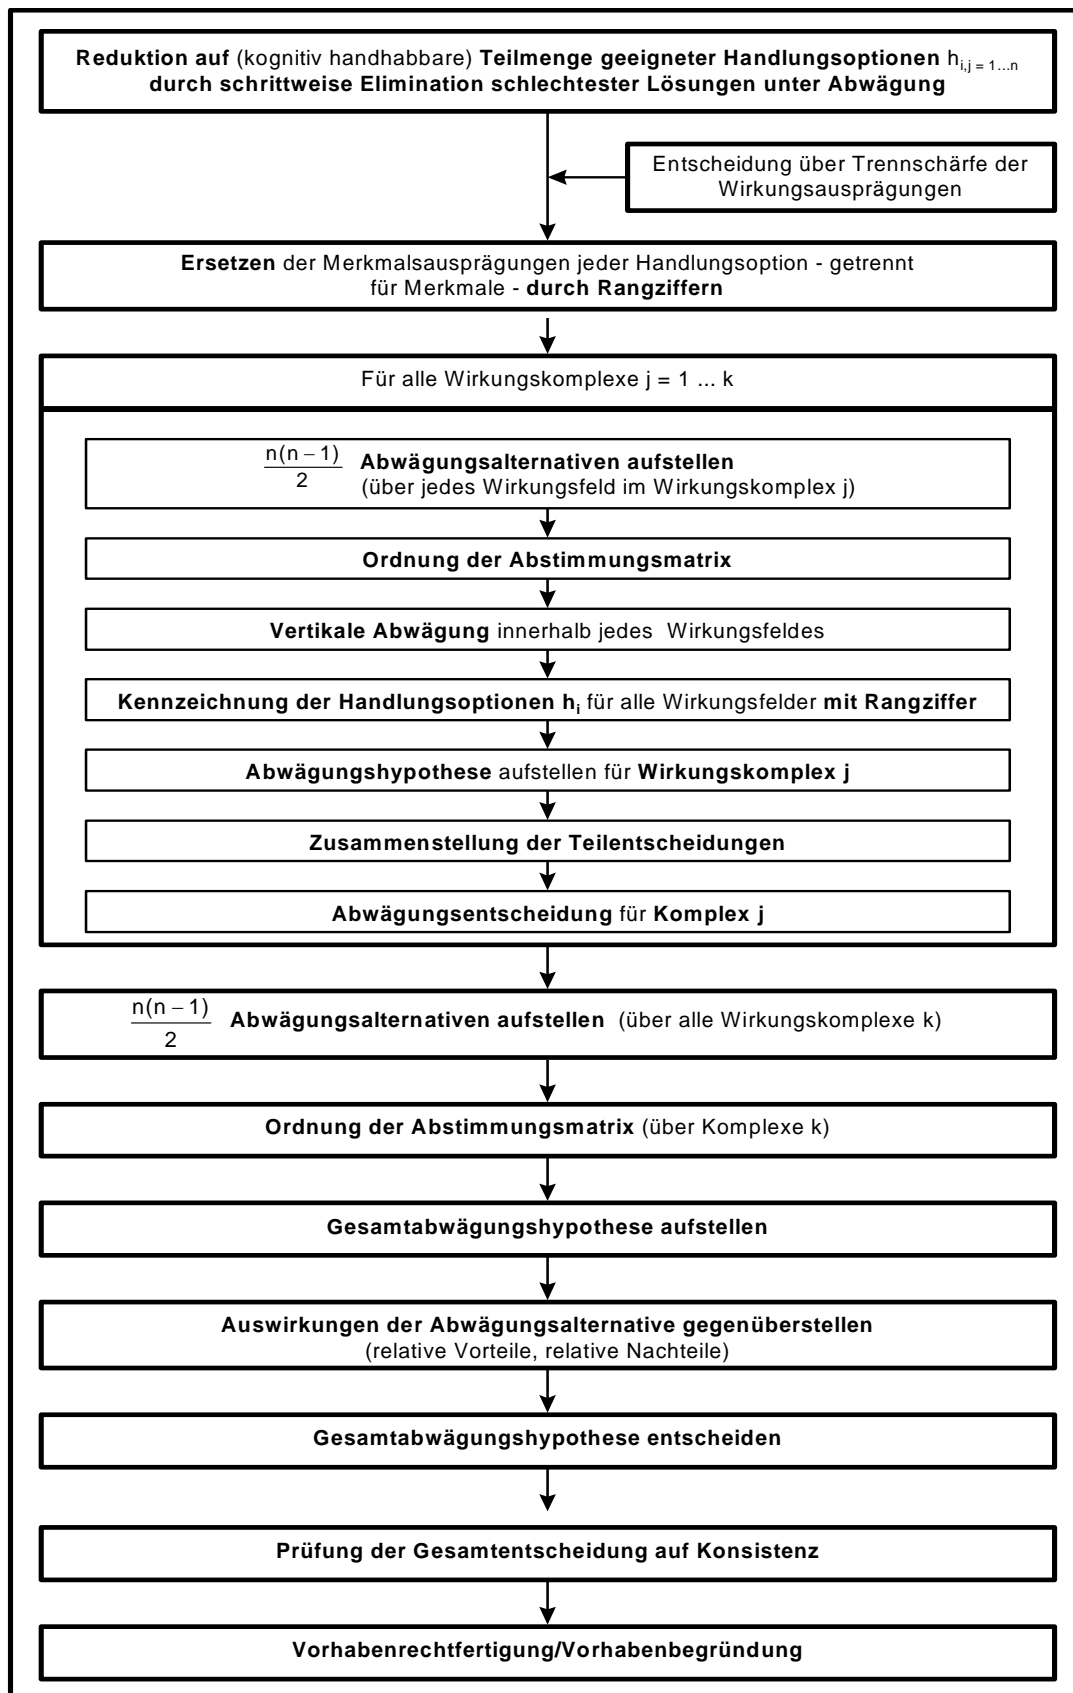 Reduktion auf (kognitiv handhabbare) Teilmenge geeigneter Handlungsoptionen h i,j = 1...n
durch schrittweise Elimination schlechtester Lösungen unter Abwägung
Entscheidung über Trennschärfe der
Wirkungsausprägungen
Ersetzen der Merkmalsausprägungen jeder Handlungsoption - getrennt
für Merkmale - durch Rangziffern
Für alle Wirkungskomplexe j = 1 ... k
n(n – 1)
2
Abwägungsalternativen aufstellen
(über jedes Wirkungsfeld im Wirkungskomplex j)
Ordnung der Abstimmungsmatrix
Vertikale Abwägung innerhalb jedes Wirkungsfeldes
Kennzeichnung der Handlungsoptionen hi für alle Wirkungsfelder mit Rangziffer
Abwägungshypothese aufstellen für Wirkungskomplex j
Zusammenstellung der Teilentscheidungen
Abwägungsentscheidung für Komplex j
n(n – 1)
2
Abwägungsalternativen aufstellen (über alle Wirkungskomplexe k)
Ordnung der Abstimmungsmatrix (über Komplexe k)
Gesamtabwägungshypothese aufstellen
Auswirkungen der Abwägungsalternative gegenüberstellen
(relative Vorteile, relative Nachteile)
Gesamtabwägungshypothese entscheiden
Prüfung der Gesamtentscheidung auf Konsistenz
Vorhabenrechtfertigung/Vorhabenbegründung